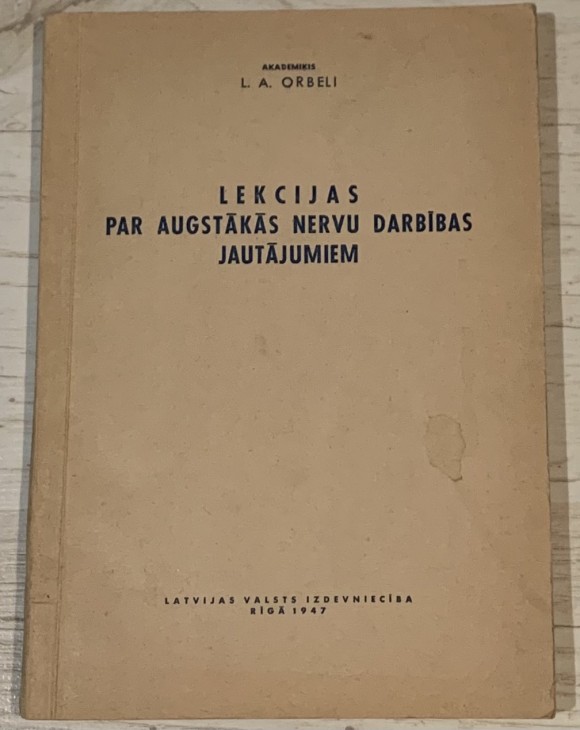 AKADEMIĶIS
L. A. ORBELI
LEKCIJAS
PAR AUGSTĀKĀS NERVU DARBĪBAS
JAUTĀJUMIEM
LATVIJAS VALSTS IZDEVNIECĪBA
RĪGĀ 1947